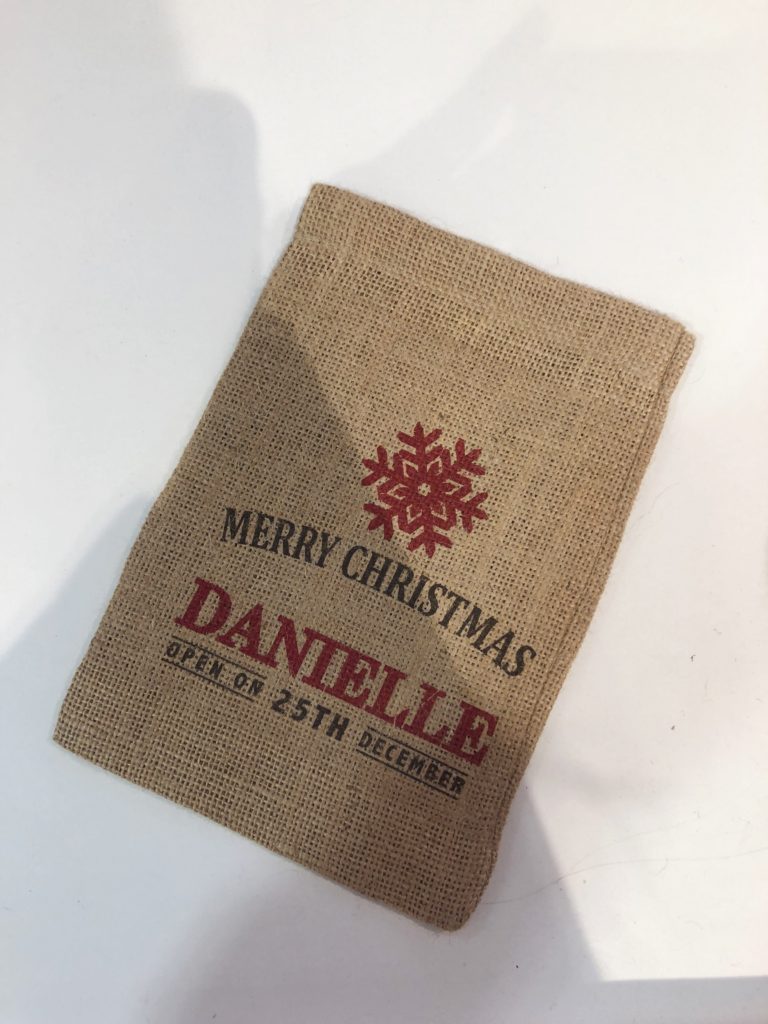 MERRY CHRISTMAS
DANIELLE
OPEN ON 25TH DECEMBER